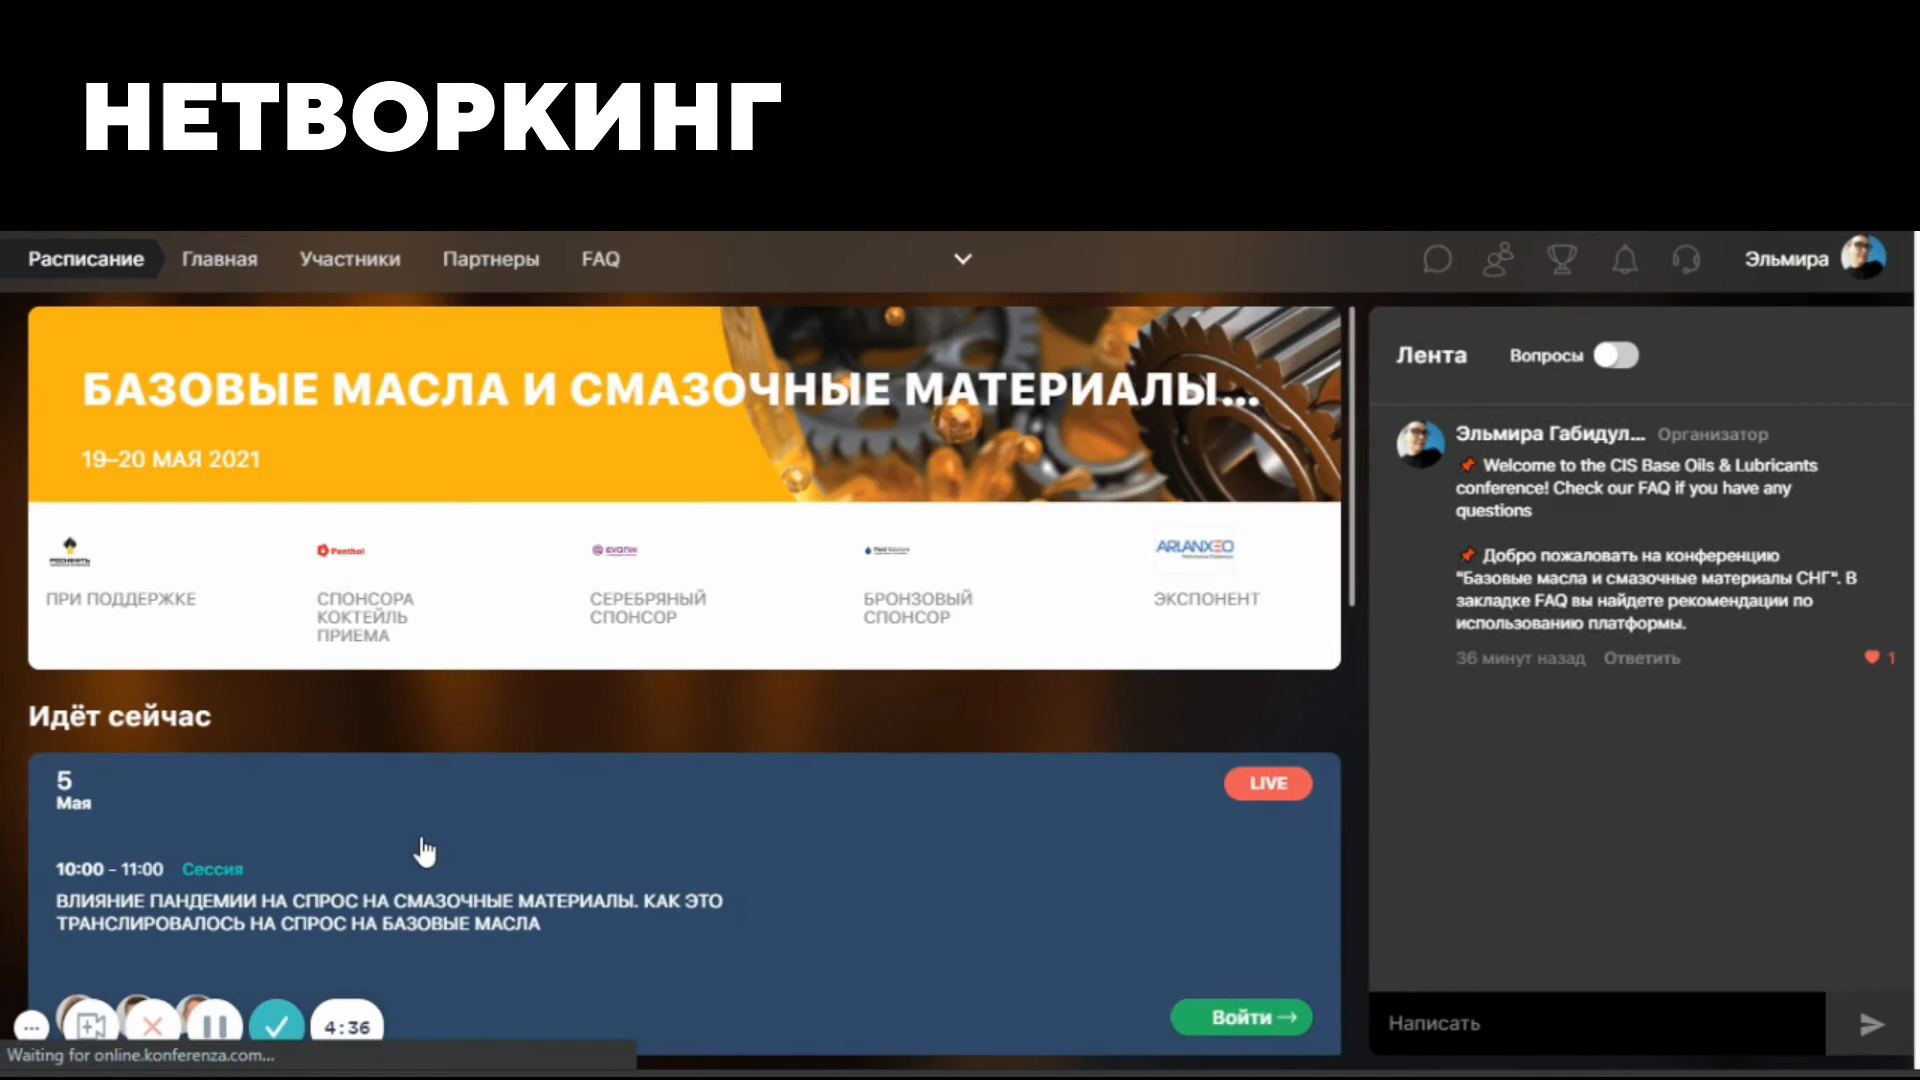 НЕТВОРКИНГ
Расписание Главная Участники Партнеры FAQ Эльмира
БАЗОВЫЕ МАСЛА И СМАЗОЧНЫЕ МАТЕРИАЛЫ...
19–20 МАЯ 2021
РОСНЕФТЬ
Penthol
EVONIK
ARLANXEO
ПРИ ПОДДЕРЖКЕ
СПОНСОРА
КОКТЕЙЛЬ
ПРИЕМА
СЕРЕБРЯНЫЙ
СПОНСОР
БРОНЗОВЫЙ
СПОНСОР
ЭКСПОНЕНТ
Идёт сейчас
5
Мая
LIVE
10:00 – 11:00 Сессия
ВЛИЯНИЕ ПАНДЕМИИ НА СПРОС НА СМАЗОЧНЫЕ МАТЕРИАЛЫ. КАК ЭТО
ТРАНСЛИРОВАЛОСЬ НА СПРОС НА БАЗОВЫЕ МАСЛА
Войти →
4:36
Waiting for online.konferenza.com...
Лента Вопросы
Эльмира Габидул... Организатор
📌 Welcome to the CIS Base Oils & Lubricants
conference! Check our FAQ if you have any
questions
📌 Добро пожаловать на конференцию
"Базовые масла и смазочные материалы СНГ". В
закладке FAQ вы найдете рекомендации по
использованию платформы.
36 минут назад Ответить 1
Написать